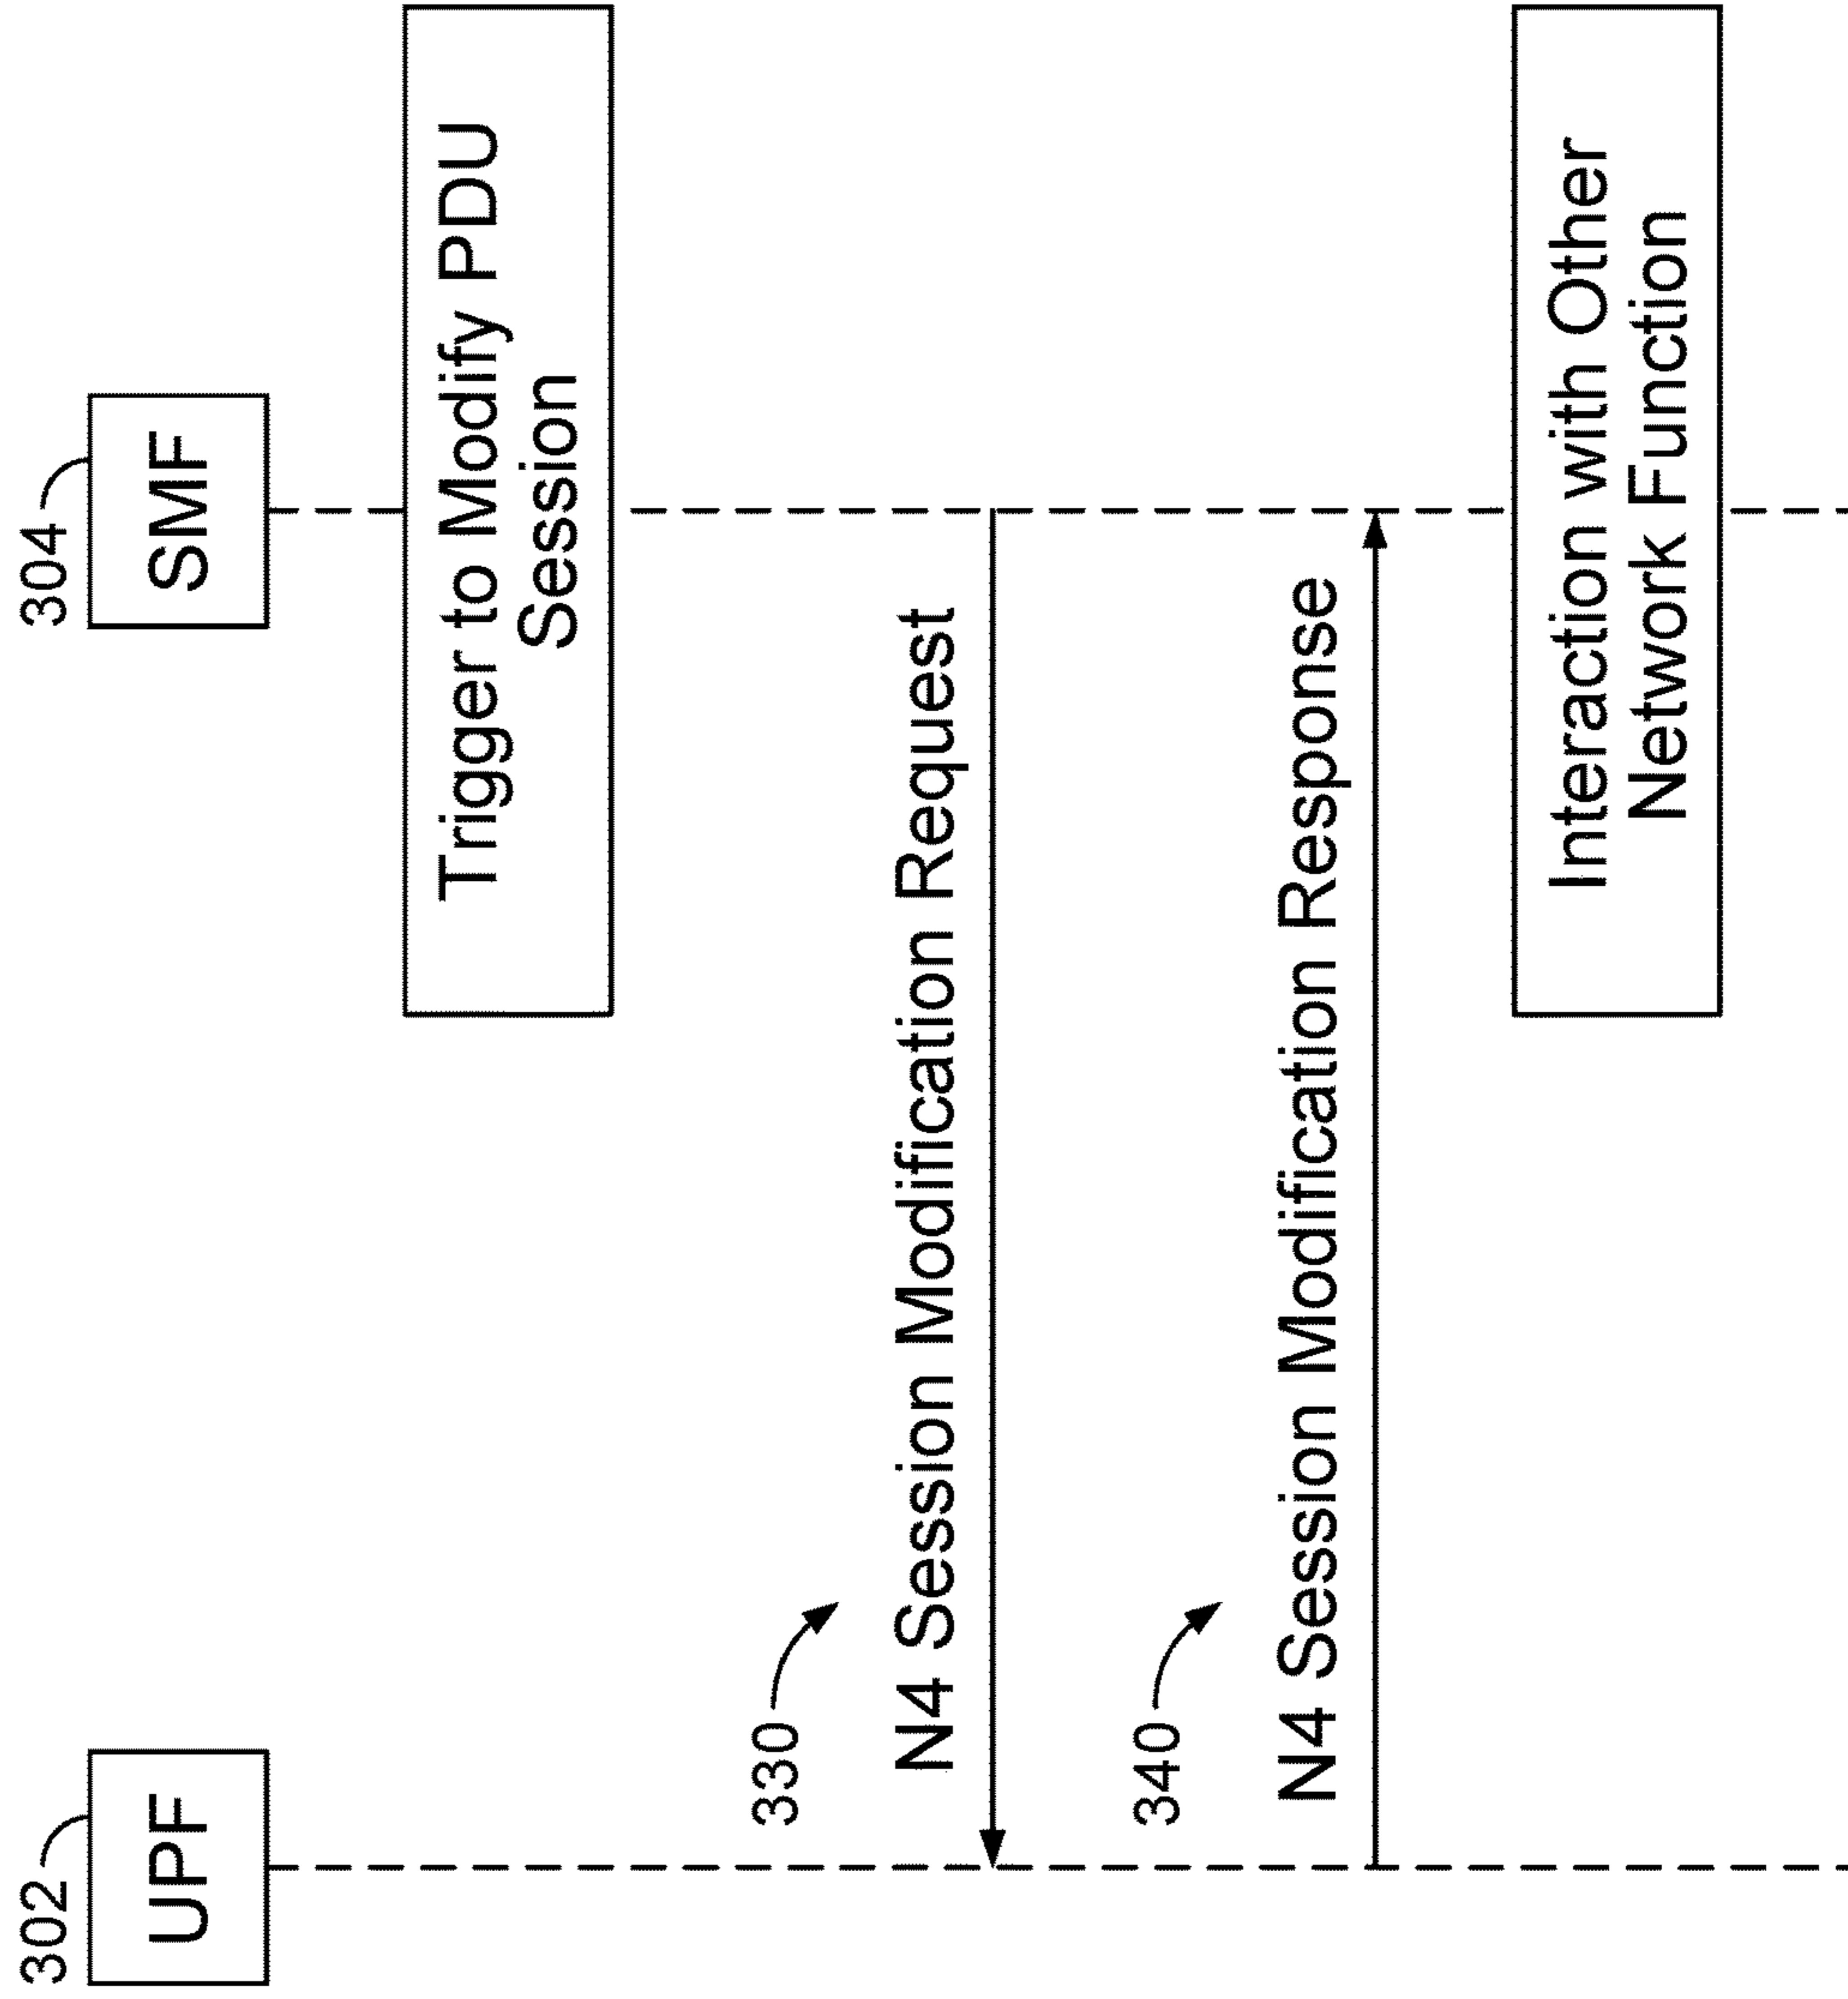 302
UPF
304
SMF
Trigger to Modify PDU
Session
330
N4 Session Modification Request
340
N4 Session Modification Response
Interaction with Other
Network Function